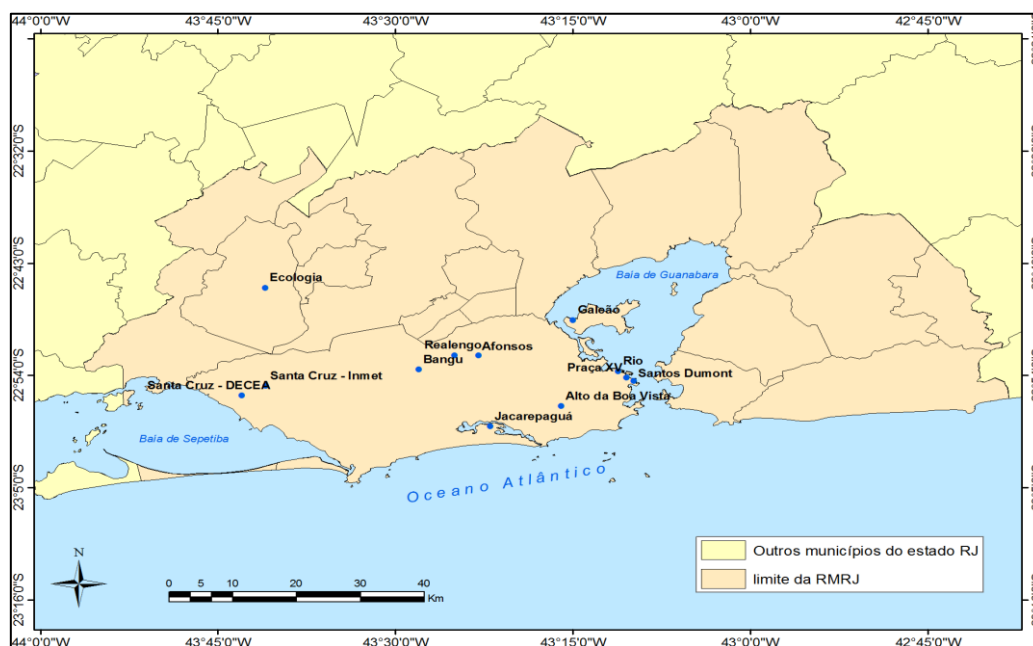 44°0'0"W 43°45'0"W 43°30'0"W 43°15'0"W 43°0'0"W 42°45'0"W
22°32'0"S
22°43'0"S
22°54'0"S
23°5'0"S
23°16'0"S
Ecologia
Baia de Guanabara
Galeão
Realengo Afonsos
Bangu
Praça XV Rio
Santos Dumont
Santa Cruz - Inmet
Santa Cruz - DECEA
Alto da Boa Vista
Jacarepaguá
Baia de Sepetiba
Oceano Atlântico
Outros municípios do estado RJ
limite da RMRJ
N
0 5 10 20 30 40
Km
44°0'0"W 43°45'0"W 43°30'0"W 43°15'0"W 43°0'0"W 42°45'0"W